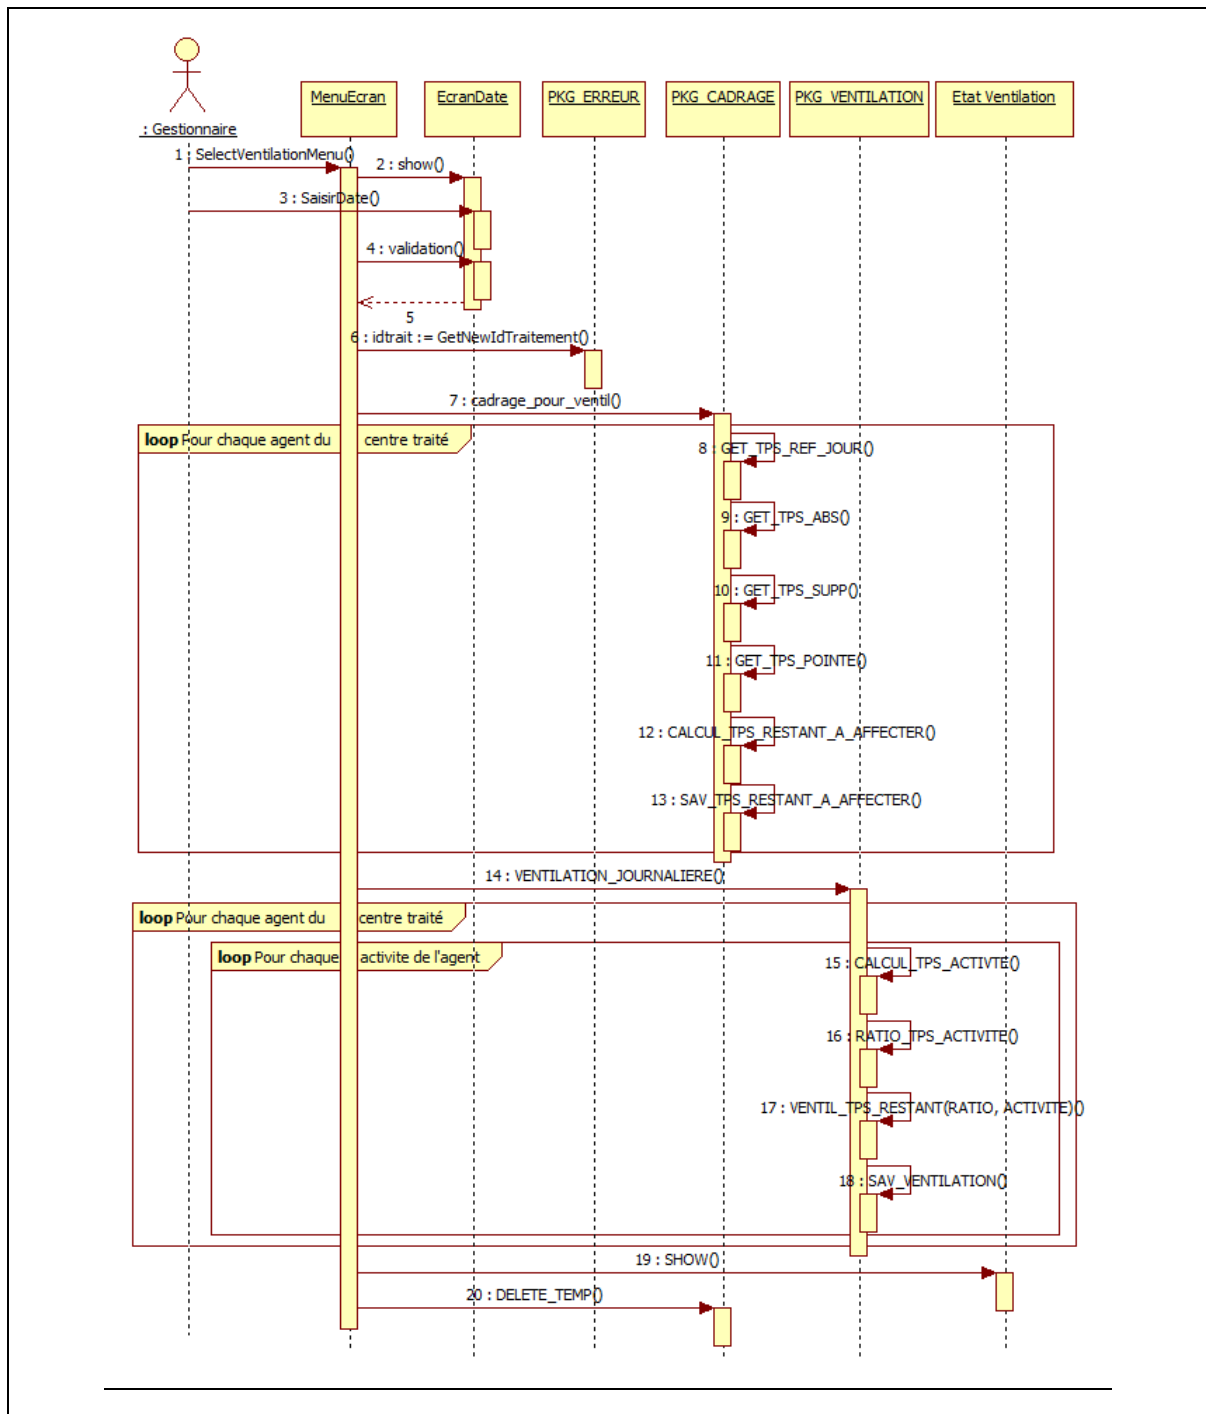 : Gestionnaire
MenuEcran
EcranDate
PKG_ERREUR
PKG_CADRAGE
PKG_VENTILATION
Etat Ventilation
1 : SelectVentilationMenu()
2 : show()
3 : SaisirDate()
4 : validation()
5
6 : idtrait := GetNewIdTraitement()
7 : cadrage_pour_ventil()
loop Pour chaque agent du centre traité
8 : GET_TPS_REF_JOUR()
9 : GET_TPS_ABS()
10 : GET_TPS_SUPP()
11 : GET_TPS_POINTE()
12 : CALCUL_TPS_RESTANT_A_AFFECTER()
13 : SAV_TPS_RESTANT_A_AFFECTER()
14 : VENTILATION_JOURNALIERE()
loop Pour chaque agent du centre traité
loop Pour chaque activite de l'agent
15 : CALCUL_TPS_ACTIVTE()
16 : RATIO_TPS_ACTIVITE()
17 : VENTIL_TPS_RESTANT(RATIO, ACTIVITE)()
18 : SAV_VENTILATION()
19 : SHOW()
20 : DELETE_TEMP()